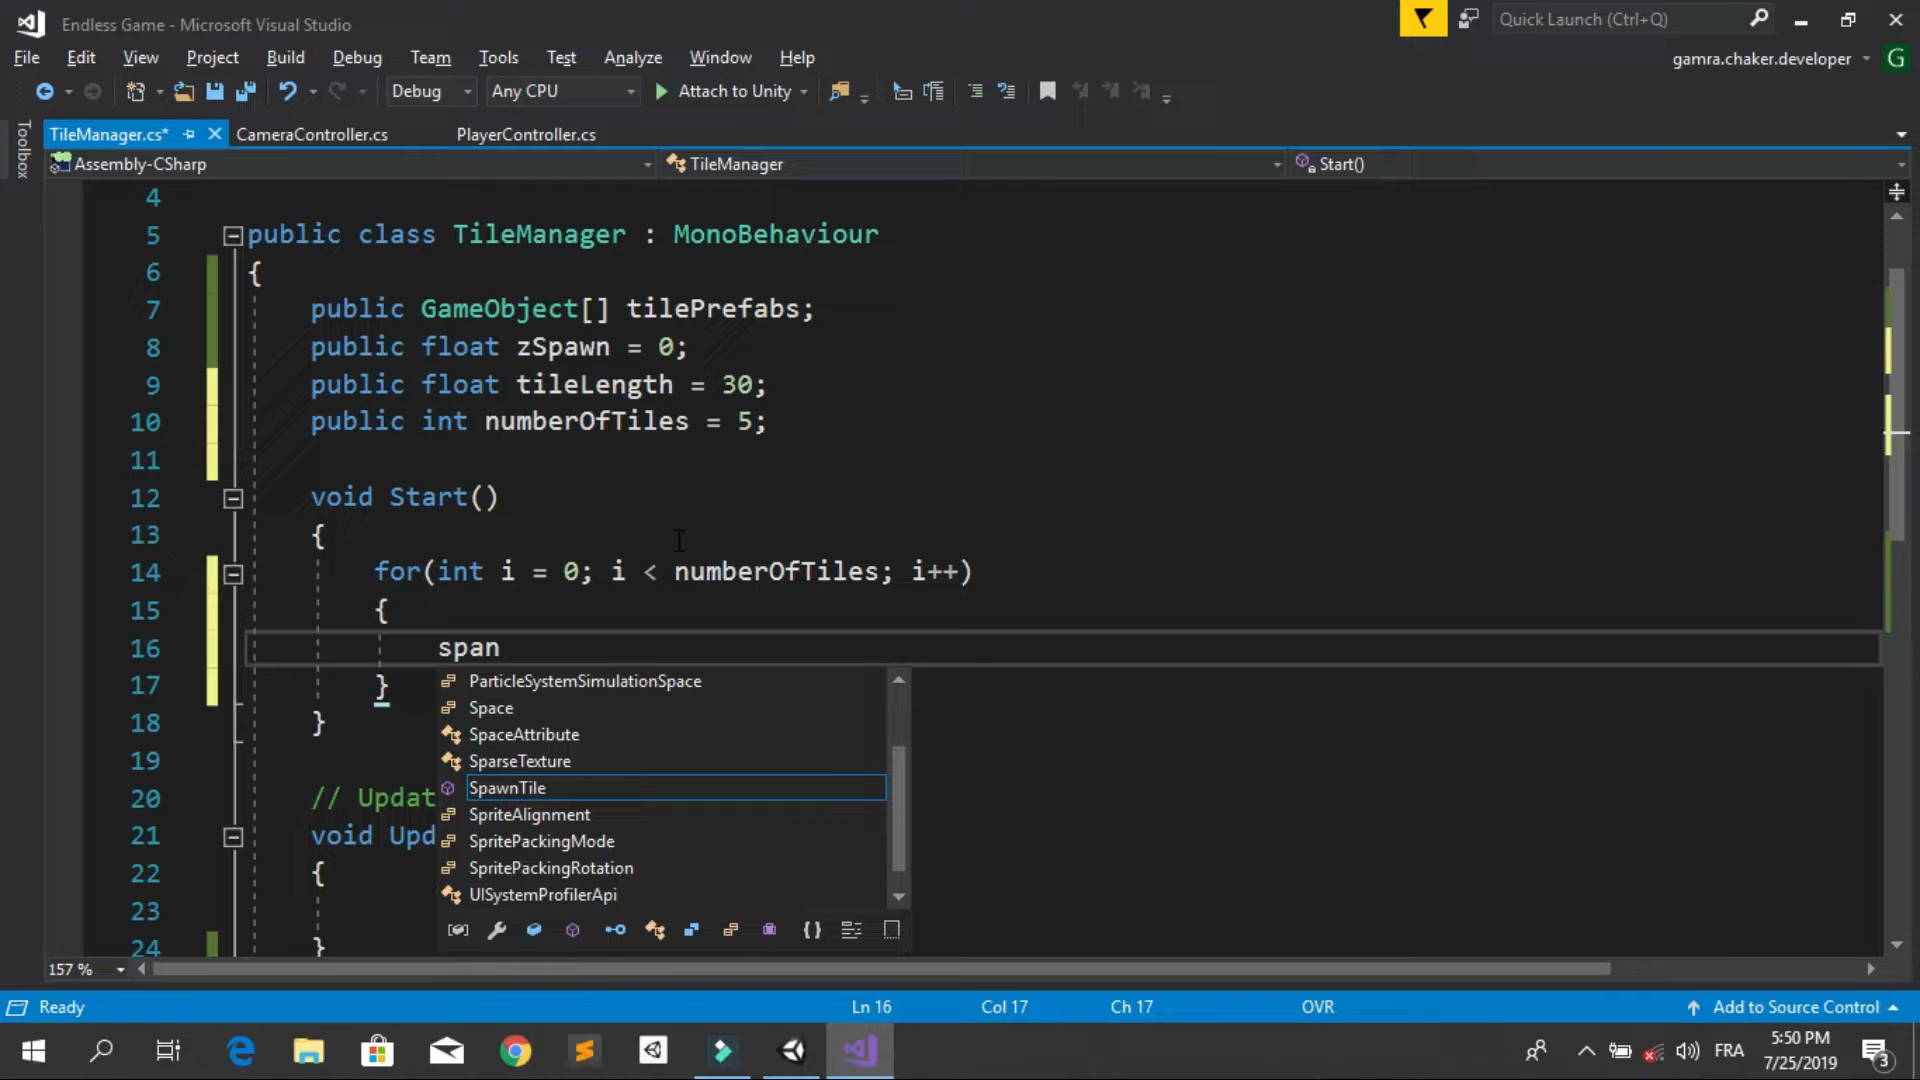 Endless Game - Microsoft Visual Studio
Quick Launch (Ctrl+Q)
File Edit View Project Build Debug Team Tools Test Analyze Window Help
gamra.chaker.developer G
Debug Any CPU Attach to Unity
Toolbox
TileManager.cs* CameraController.cs PlayerController.cs
Assembly-CSharp TileManager Start()
4
5 public class TileManager : MonoBehaviour
6 {
7 public GameObject[] tilePrefabs;
8 public float zSpawn = 0;
9 public float tileLength = 30;
10 public int numberOfTiles = 5;
11
12 void Start()
13 {
14 for(int i = 0; i < numberOfTiles; i++)
15 {
16 span
17 }
18 }
19
20 // Updat
21 void Upd
22 {
23
24 }
ParticleSystemSimulationSpace
Space
SpaceAttribute
SparseTexture
SpawnTile
SpriteAlignment
SpritePackingMode
SpritePackingRotation
UISystemProfilerApi
157 %
Ready Ln 16 Col 17 Ch 17 OVR Add to Source Control
FRA 5:50 PM
7/25/2019 3